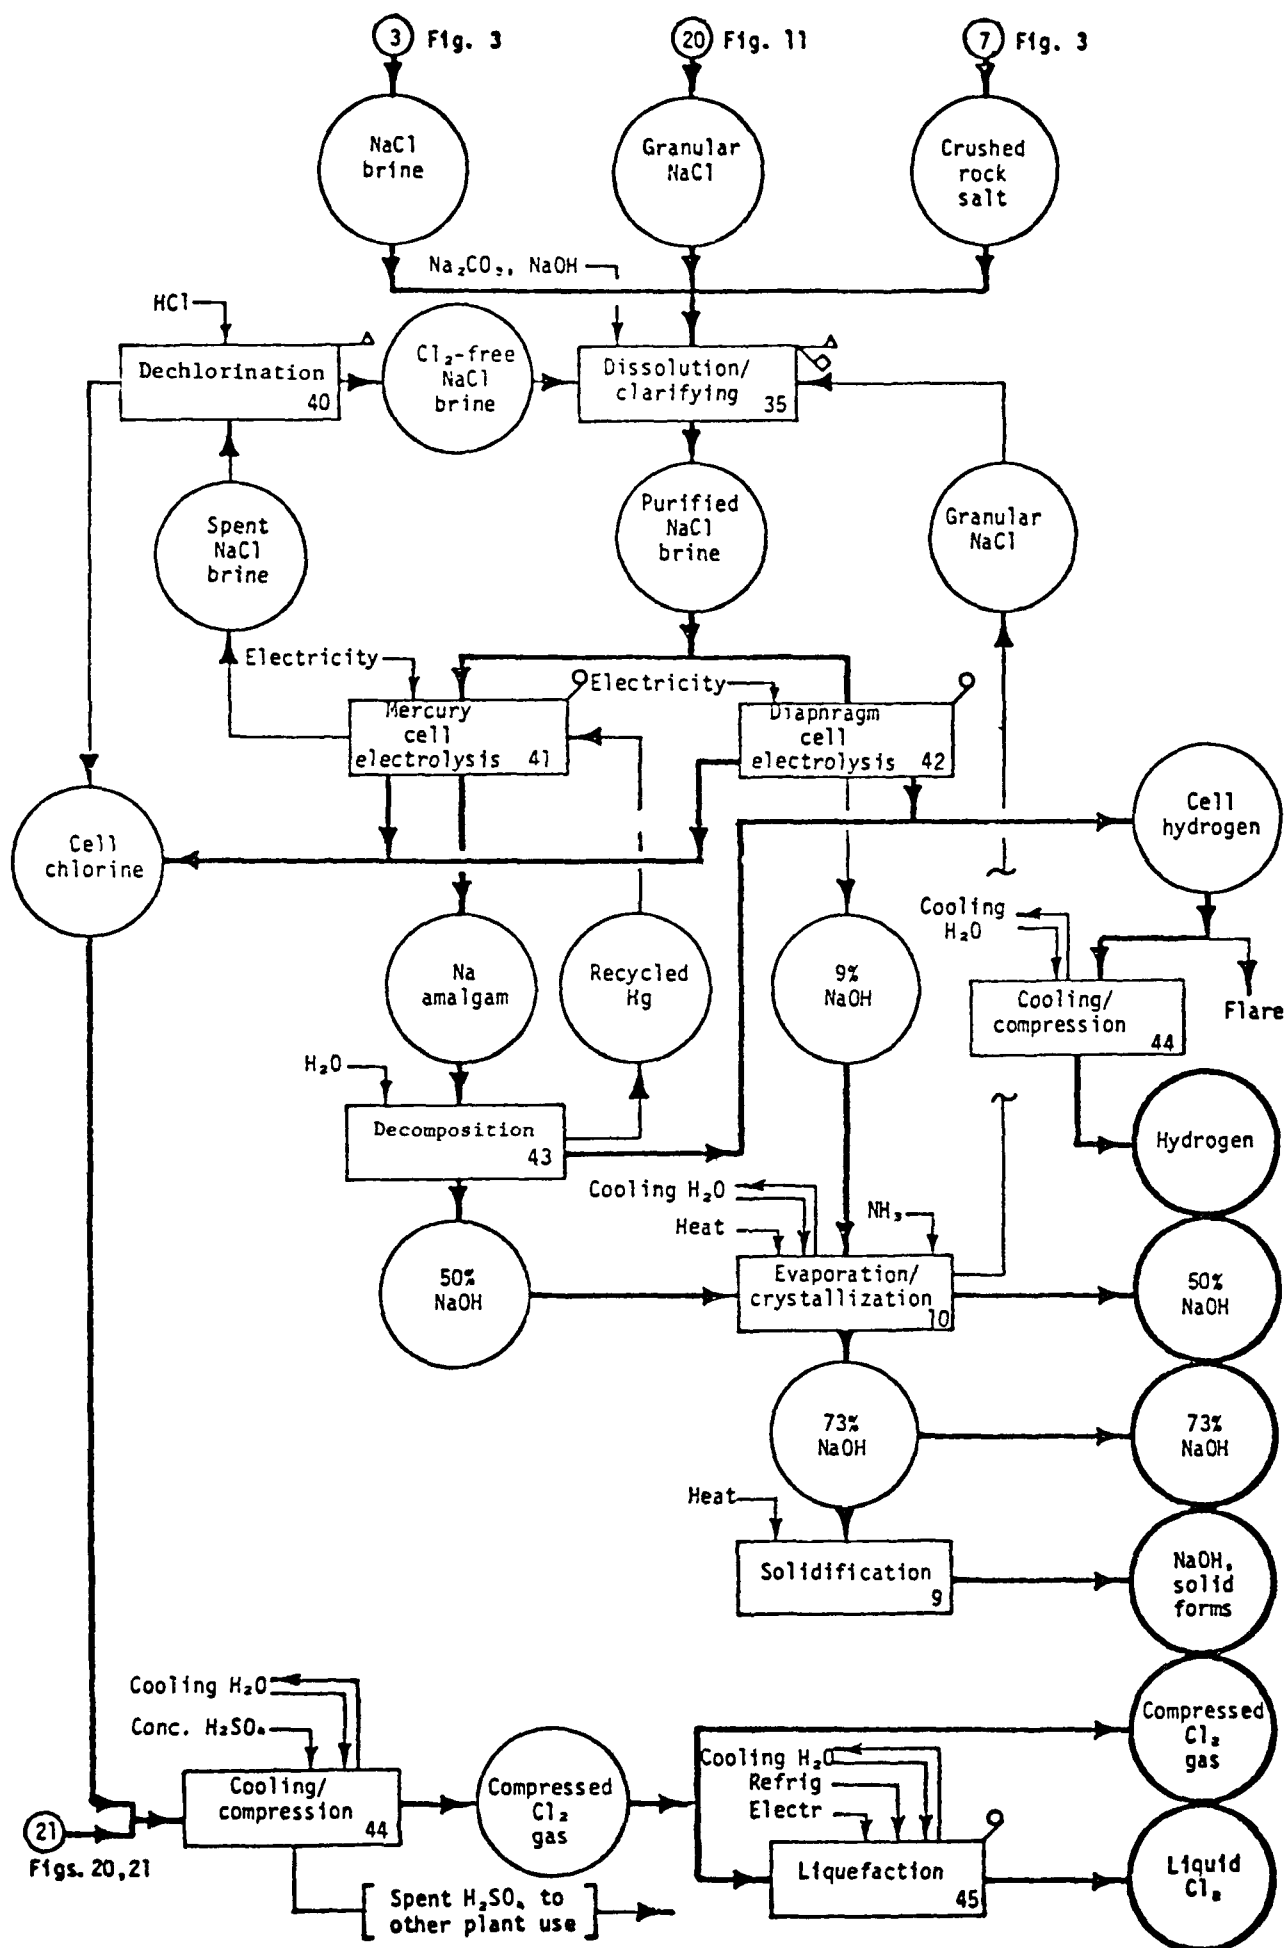 3 Fig. 3
20 Fig. 11
7 Fig. 3
NaCl
brine
Granular
NaCl
Crushed
rock
salt
Na₂CO₃, NaOH
HCl
Dechlorination
40
Cl₂-free
NaCl
brine
Dissolution/
clarifying
35
Spent
NaCl
brine
Purified
NaCl
brine
Granular
NaCl
Electricity
Electricity
Mercury
cell
electrolysis 41
Diaphragm
cell
electrolysis 42
Cell
chlorine
Cell
hydrogen
Na
amalgam
Recycled
Hg
9%
NaOH
Cooling
H₂O
Cooling/
compression
44
Flare
H₂O
Decomposition
43
Hydrogen
Cooling H₂O
Heat
NH₃
50%
NaOH
Evaporation/
crystallization
10
50%
NaOH
73%
NaOH
73%
NaOH
Heat
Solidification
9
NaOH,
solid
forms
Cooling H₂O
Conc. H₂SO₄
Cooling/
compression
44
21
Figs. 20,21
Compressed
Cl₂
gas
Compressed
Cl₂
gas
Cooling H₂O
Refrig
Electr
Liquefaction
45
Liquid
Cl₂
[Spent H₂SO₄ to
other plant use]